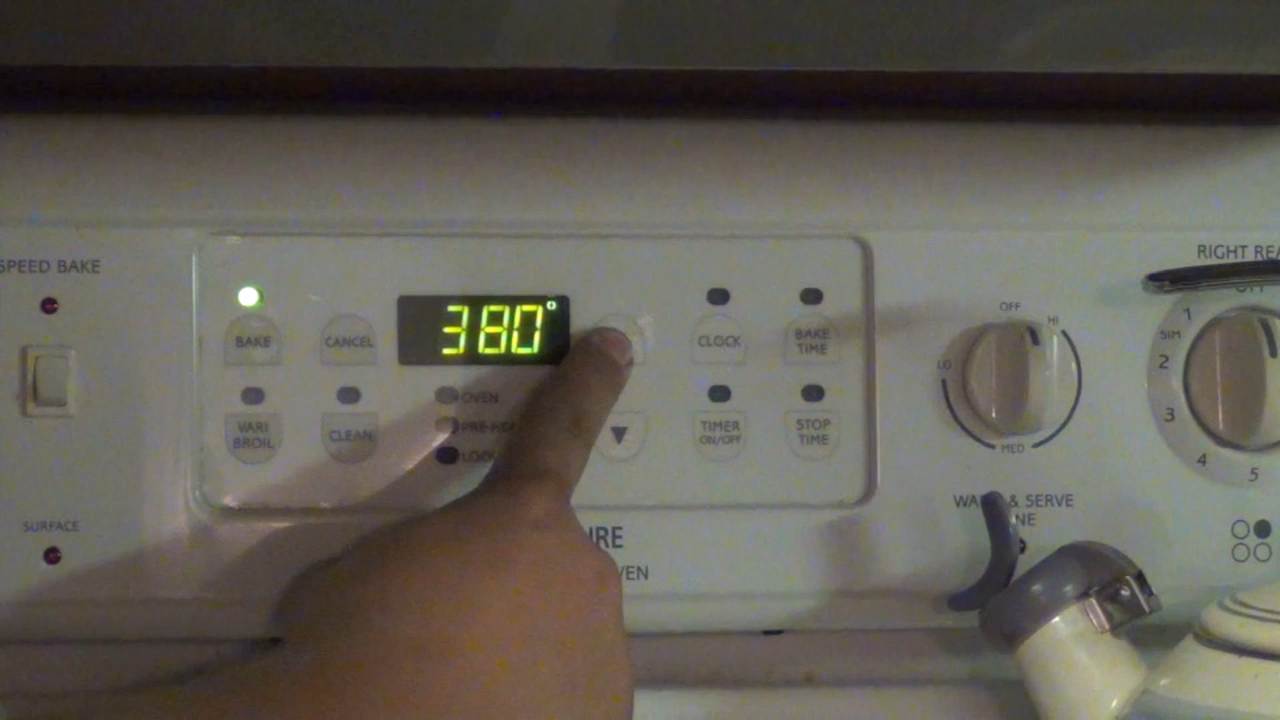 SPEED BAKE
SURFACE
BAKE
CANCEL
380°
VARI
BROIL
CLEAN
OVEN
CLOCK
BAKE
TIME
TIMER
ON/OFF
STOP
TIME
OFF
HI
LO
MED
& SERVE
RIGHT
1
SIM
2
3
4
5